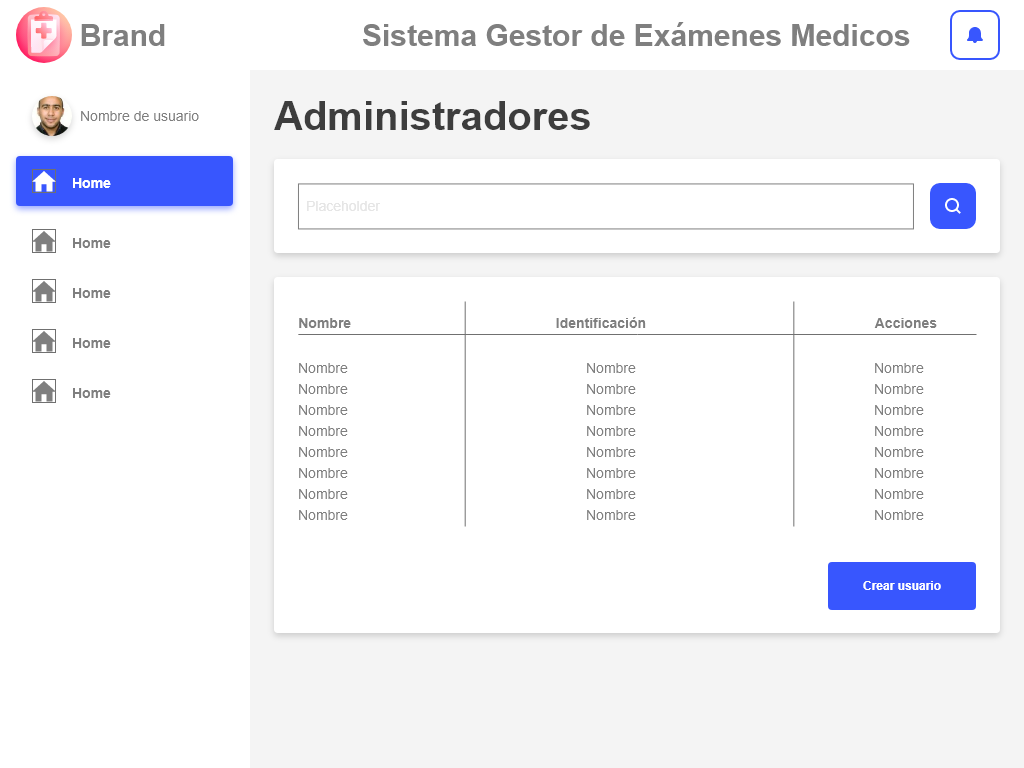 Brand
Sistema Gestor de Exámenes Medicos
Nombre de usuario
Home
Home
Home
Home
Home
Administradores
Placeholder
Nombre Identificación Acciones
Nombre Nombre Nombre
Nombre Nombre Nombre
Nombre Nombre Nombre
Nombre Nombre Nombre
Nombre Nombre Nombre
Nombre Nombre Nombre
Nombre Nombre Nombre
Nombre Nombre Nombre
Crear usuario